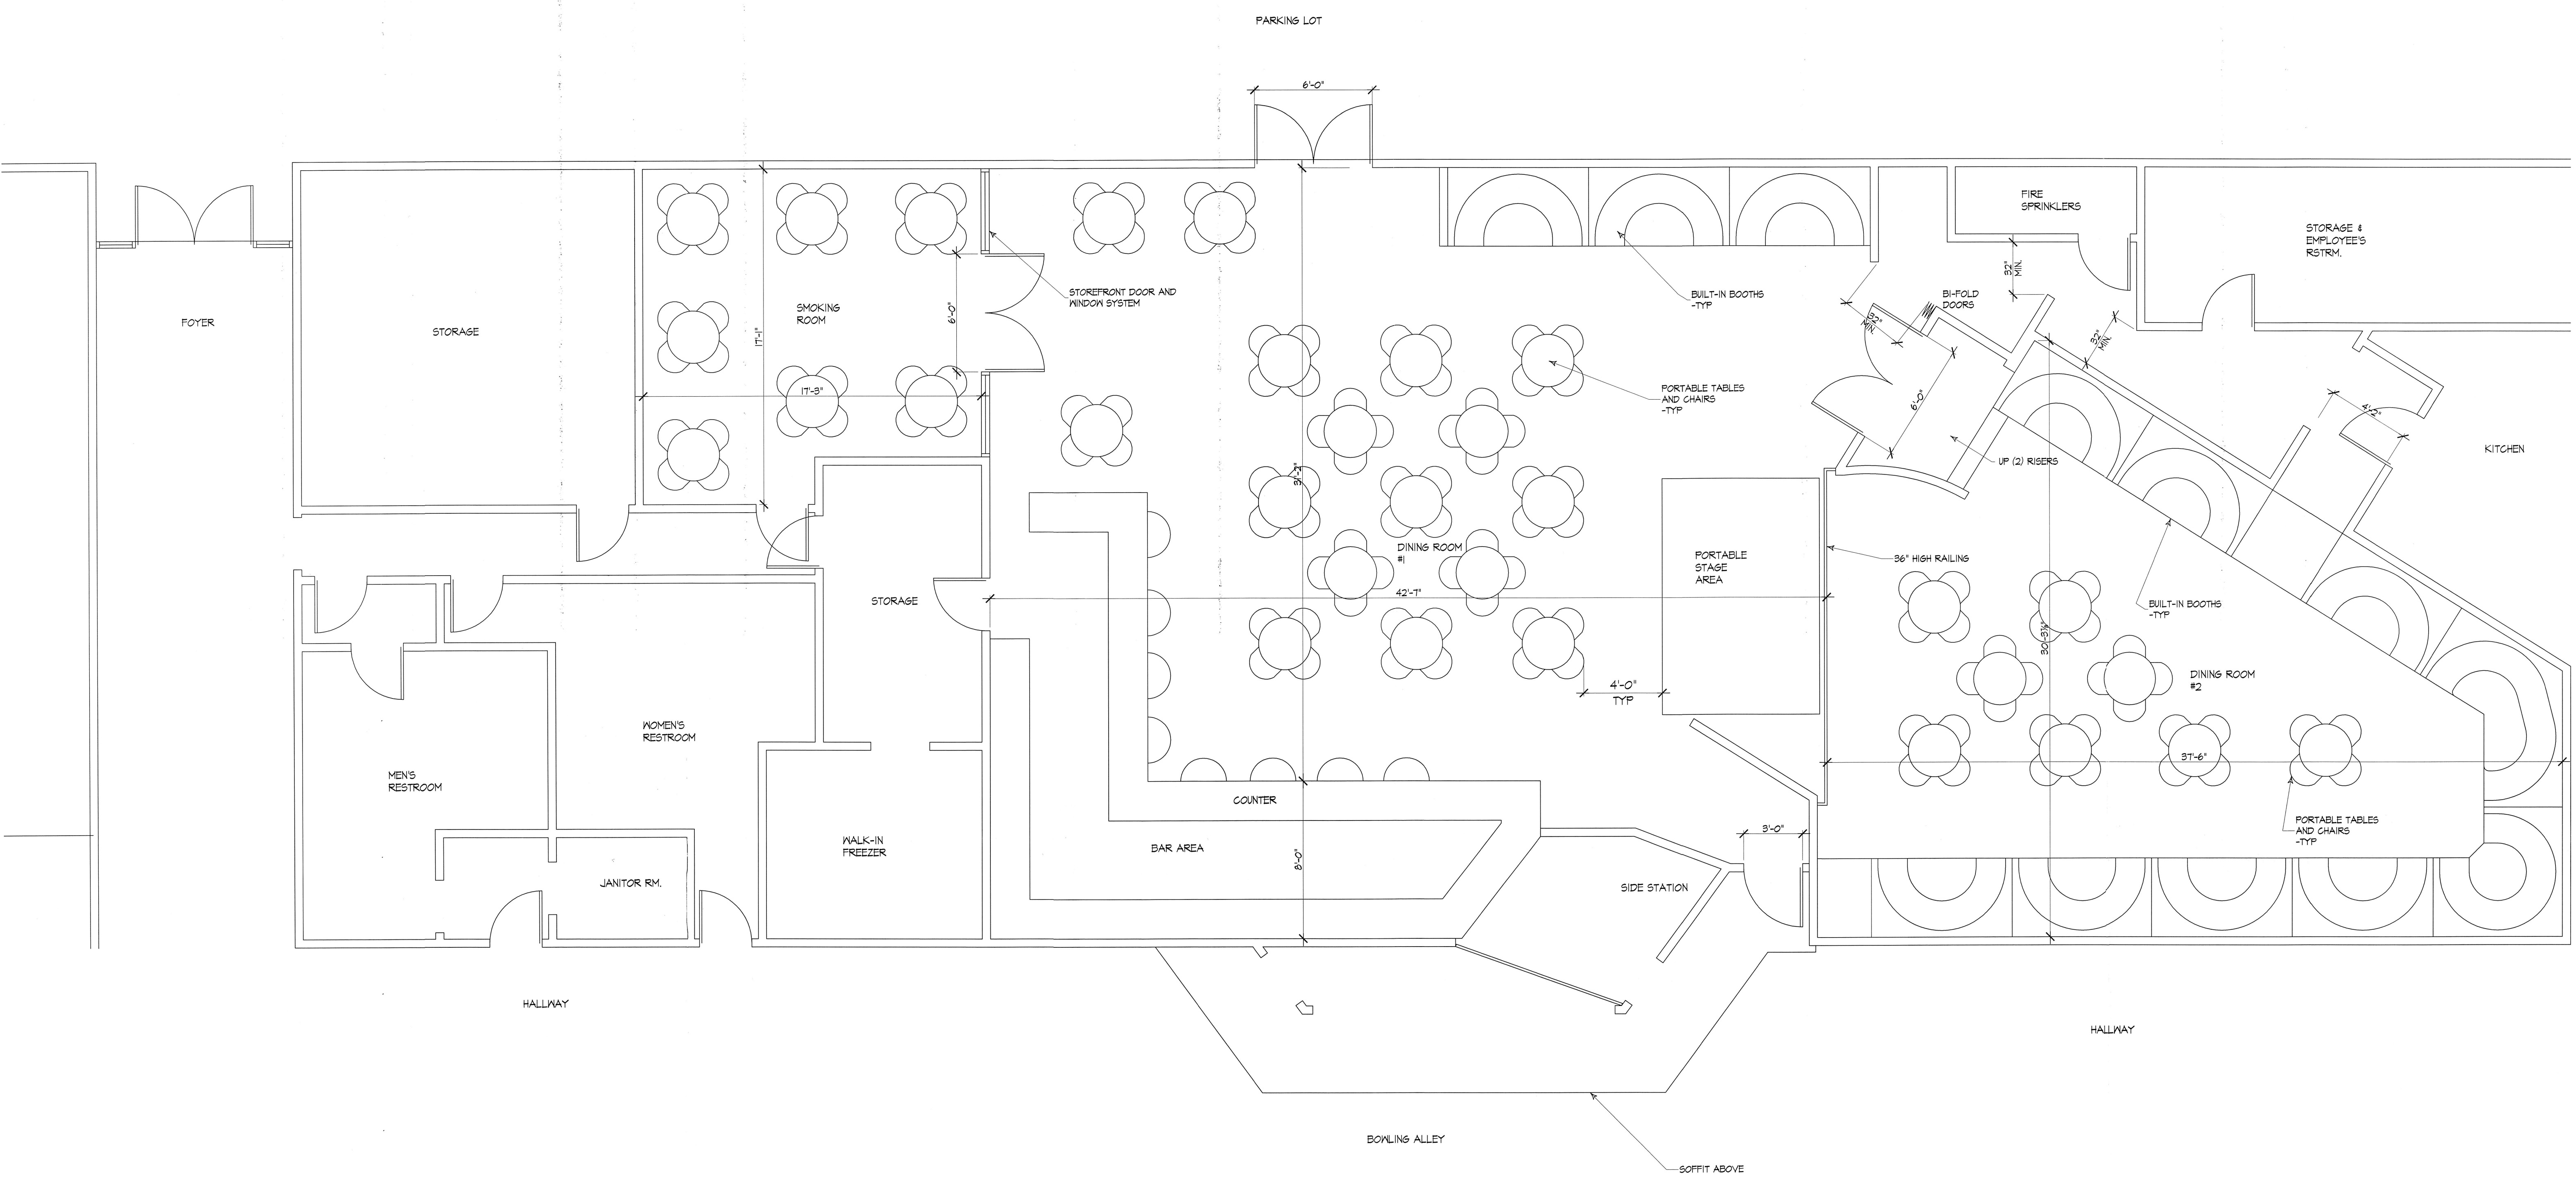 PARKING LOT
6'-0"
FIRE
SPRINKLERS
STORAGE &
EMPLOYEE'S
RSTRM.
32"
MIN.
STOREFRONT DOOR AND
WINDOW SYSTEM
BUILT-IN BOOTHS
-TYP
BI-FOLD
DOORS
FOYER
STORAGE
SMOKING
ROOM
6'-0"
17'-1"
32"
MIN.
32"
MIN.
17'-3"
PORTABLE TABLES
AND CHAIRS
-TYP
6'-0"
4'-2"
KITCHEN
UP (2) RISERS
31'-2"
DINING ROOM
#1
PORTABLE
STAGE
AREA
36" HIGH RAILING
42'-7"
STORAGE
BUILT-IN BOOTHS
-TYP
4'-0"
TYP
DINING ROOM
#2
WOMEN'S
RESTROOM
37'-6"
MEN'S
RESTROOM
COUNTER
PORTABLE TABLES
AND CHAIRS
-TYP
3'-0"
WALK-IN
FREEZER
BAR AREA
8'-0"
JANITOR RM.
SIDE STATION
HALLWAY
HALLWAY
BOWLING ALLEY
SOFFIT ABOVE